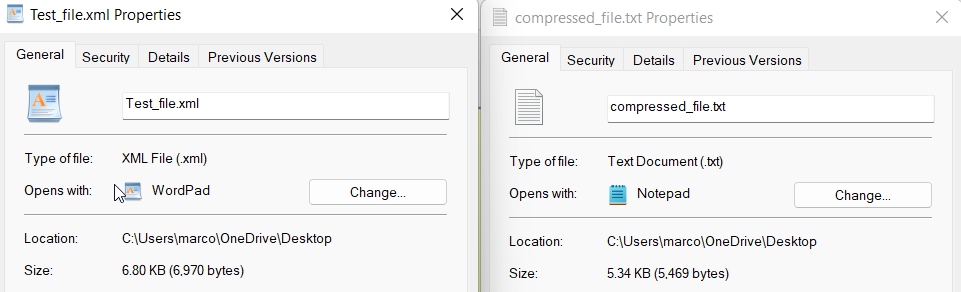 Test_file.xml Properties
General Security Details Previous Versions
Test_file.xml
Type of file: XML File (.xml)
Opens with: WordPad Change...
Location: C:\Users\marco\OneDrive\Desktop
Size: 6.80 KB (6,970 bytes)
compressed_file.txt Properties
General Security Details Previous Versions
compressed_file.txt
Type of file: Text Document (.txt)
Opens with: Notepad Change...
Location: C:\Users\marco\OneDrive\Desktop
Size: 5.34 KB (5,469 bytes)